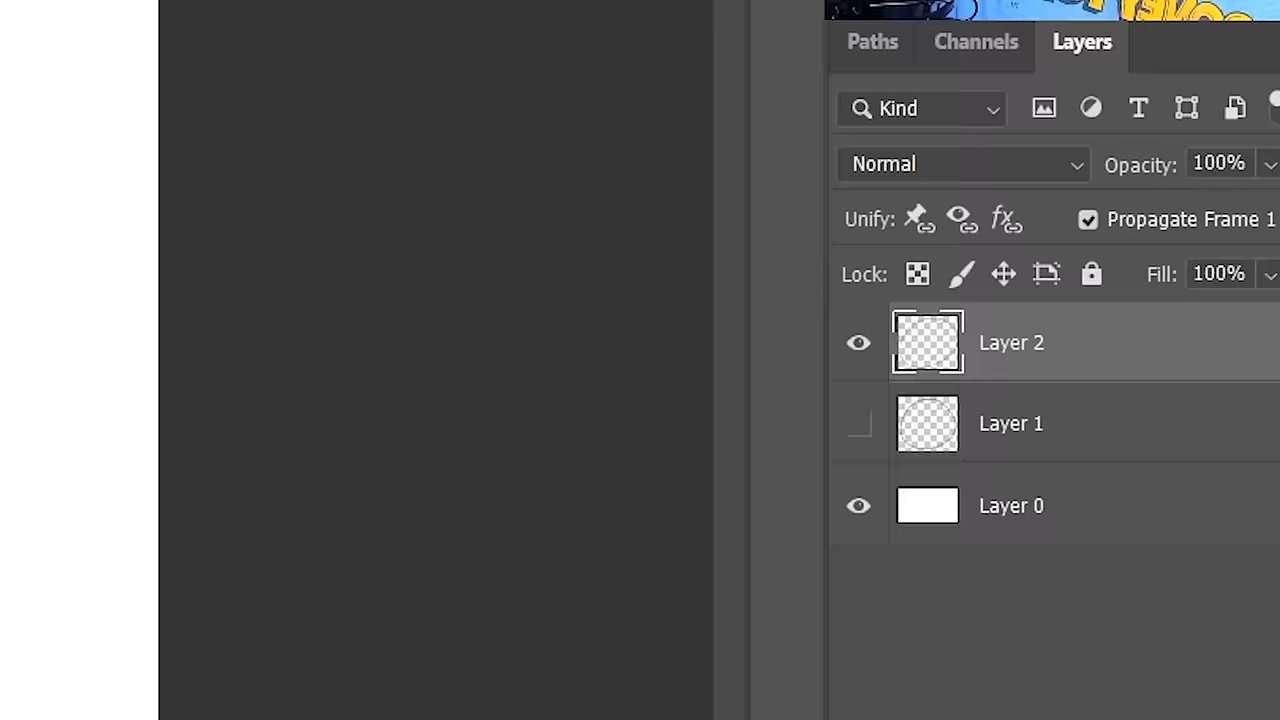 Paths Channels Layers
Kind
Normal Opacity: 100%
Unify: Propagate Frame 1
Lock: Fill: 100%
Layer 2
Layer 1
Layer 0